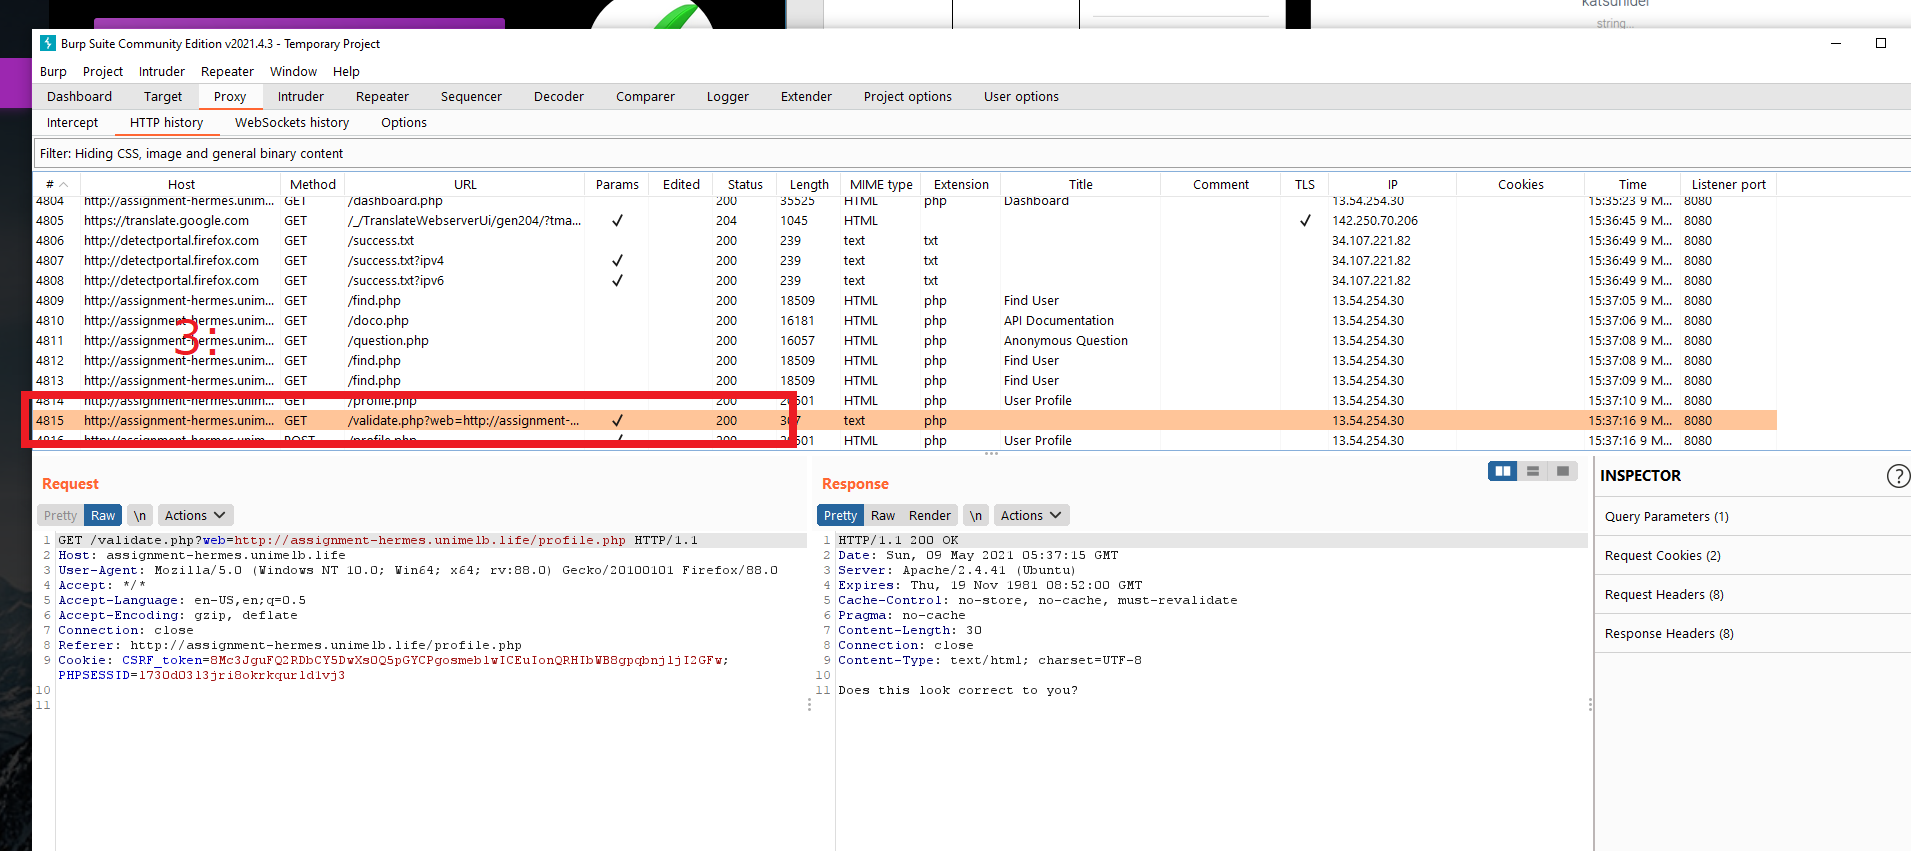 katsunidel
string...
Burp Suite Community Edition v2021.4.3 - Temporary Project
Burp Project Intruder Repeater Window Help
Dashboard Target Proxy Intruder Repeater Sequencer Decoder Comparer Logger Extender Project options User options
Intercept HTTP history WebSockets history Options
Filter: Hiding CSS, image and general binary content
# Host Method URL Params Edited Status Length MIME type Extension Title Comment TLS IP Cookies Time Listener port
4804 http://assignment-hermes.unim... GET /dashboard.php 200 35525 HTML php Dashboard 13.54.254.30 15:35:23 9 M... 8080
4805 https://translate.google.com GET /_/TranslateWebserverUi/gen204/?tma... ✓ 204 1045 HTML ✓ 142.250.70.206 15:36:45 9 M... 8080
4806 http://detectportal.firefox.com GET /success.txt 200 239 text txt 34.107.221.82 15:36:49 9 M... 8080
4807 http://detectportal.firefox.com GET /success.txt?ipv4 ✓ 200 239 text txt 34.107.221.82 15:36:49 9 M... 8080
4808 http://detectportal.firefox.com GET /success.txt?ipv6 ✓ 200 239 text txt 34.107.221.82 15:36:49 9 M... 8080
4809 http://assignment-hermes.unim... GET /find.php 200 18509 HTML php Find User 13.54.254.30 15:37:05 9 M... 8080
4810 http://assignment-hermes.unim... GET /doco.php 200 16181 HTML php API Documentation 13.54.254.30 15:37:06 9 M... 8080
3:
4811 http://assignment-hermes.unim... GET /question.php 200 16057 HTML php Anonymous Question 13.54.254.30 15:37:08 9 M... 8080
4812 http://assignment-hermes.unim... GET /find.php 200 18509 HTML php Find User 13.54.254.30 15:37:08 9 M... 8080
4813 http://assignment-hermes.unim... GET /find.php 200 18509 HTML php Find User 13.54.254.30 15:37:09 9 M... 8080
4814 http://assignment-hermes.unim... GET /profile.php 200 HTML php User Profile 13.54.254.30 15:37:10 9 M... 8080
4815 http://assignment-hermes.unim... GET /validate.php?web=http://assignment-... ✓ 200 307 text php 13.54.254.30 15:37:16 9 M... 8080
4816 http://assignment-hermes.unim... POST /profile.php ✓ 200 HTML php User Profile 13.54.254.30 15:37:16 9 M... 8080
Request
Pretty Raw \n Actions
1 GET /validate.php?web=http://assignment-hermes.unimelb.life/profile.php HTTP/1.1
2 Host: assignment-hermes.unimelb.life
3 User-Agent: Mozilla/5.0 (Windows NT 10.0; Win64; x64; rv:88.0) Gecko/20100101 Firefox/88.0
4 Accept: */*
5 Accept-Language: en-US,en;q=0.5
6 Accept-Encoding: gzip, deflate
7 Connection: close
8 Referer: http://assignment-hermes.unimelb.life/profile.php
9 Cookie: CSRF_token=8Mc3JguFQ2RDbCY5DwXs0Q5pGYCPgosmeblwICEuIonQRHIbWB8gpqbnjljI2GFw;
PHPSESSID=1730d0313jri8okrkqurldlvj3
10
11
Response
Pretty Raw Render \n Actions
1 HTTP/1.1 200 OK
2 Date: Sun, 09 May 2021 05:37:15 GMT
3 Server: Apache/2.4.41 (Ubuntu)
4 Expires: Thu, 19 Nov 1981 08:52:00 GMT
5 Cache-Control: no-store, no-cache, must-revalidate
6 Pragma: no-cache
7 Content-Length: 30
8 Connection: close
9 Content-Type: text/html; charset=UTF-8
10
11 Does this look correct to you?
INSPECTOR
?
Query Parameters (1)
Request Cookies (2)
Request Headers (8)
Response Headers (8)